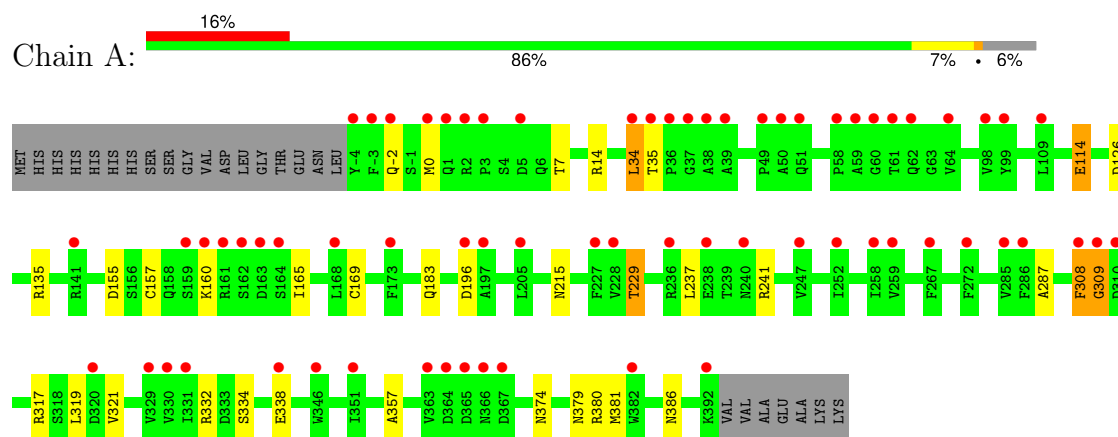 16%
Chain A:
86% 7% • 6%
MET HIS HIS HIS HIS HIS HIS SER SER GLY VAL ASP LEU GLY THR GLU ASN LEU Y-4 F-3 Q-2 S-1 M0 Q1 R2 P3 S4 D5 Q6 T7 R14 L34 T35 P36 G37 A38 A39 P49 A50 Q51 P58 A59 G60 T61 Q62 G63 V64 V98 Y99 L109 E114 D126
R135 R141 D155 S156 C157 Q158 S159 K160 R161 S162 D163 S164 I165 L168 C169 F173 Q183 D196 A197 L205 N215 F227 V228 T229 R236 L237 E238 T239 N240 R241 V247 I252 I258 V259 F267 F272 V285 F286 A287 F308 G309 D310
R317 S318 L319 D320 V321 V329 V330 I331 R332 D333 S334 E338 W346 I351 A357 V363 D364 D365 N366 D367 N374 N379 R380 M381 W382 N386 K392 VAL VAL ALA GLU ALA LYS LYS